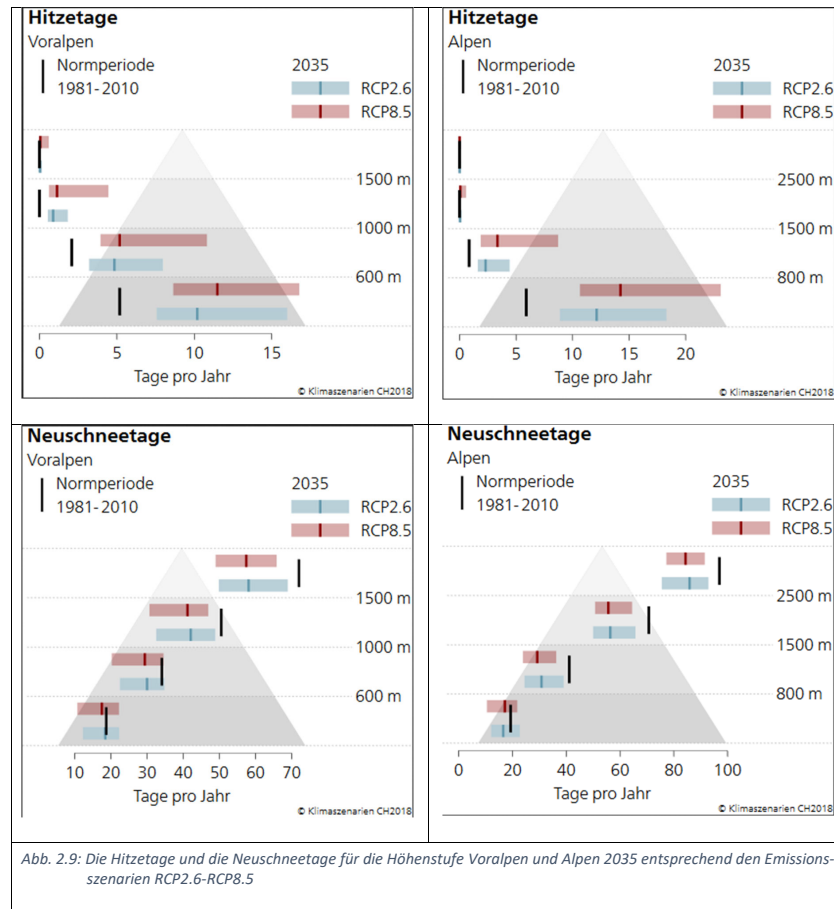 Hitzetage
Voralpen
Normperiode
1981-2010
2035
RCP2.6
RCP8.5
1500 m
1000 m
600 m
0 5 10 15
Tage pro Jahr
© Klimaszenarien CH2018
Hitzetage
Alpen
Normperiode
1981-2010
2035
RCP2.6
RCP8.5
2500 m
1500 m
800 m
0 5 10 15 20
Tage pro Jahr
© Klimaszenarien CH2018
Neuschneetage
Voralpen
Normperiode
1981-2010
2035
RCP2.6
RCP8.5
1500 m
1000 m
600 m
10 20 30 40 50 60 70
Tage pro Jahr
© Klimaszenarien CH2018
Neuschneetage
Alpen
Normperiode
1981-2010
2035
RCP2.6
RCP8.5
2500 m
1500 m
800 m
0 20 40 60 80 100
Tage pro Jahr
© Klimaszenarien CH2018
Abb. 2.9: Die Hitzetage und die Neuschneetage für die Höhenstufe Voralpen und Alpen 2035 entsprechend den Emissions-
szenarien RCP2.6-RCP8.5